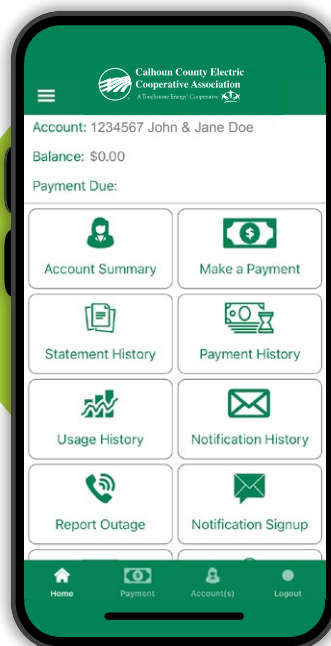 Calhoun County Electric
Cooperative Association
A Touchstone Energy® Cooperative
Account: 1234567 John & Jane Doe
Balance: $0.00
Payment Due:
Account Summary
Make a Payment
Statement History
Payment History
Usage History
Notification History
Report Outage
Notification Signup
Home
Payment
Account(s)
Logout